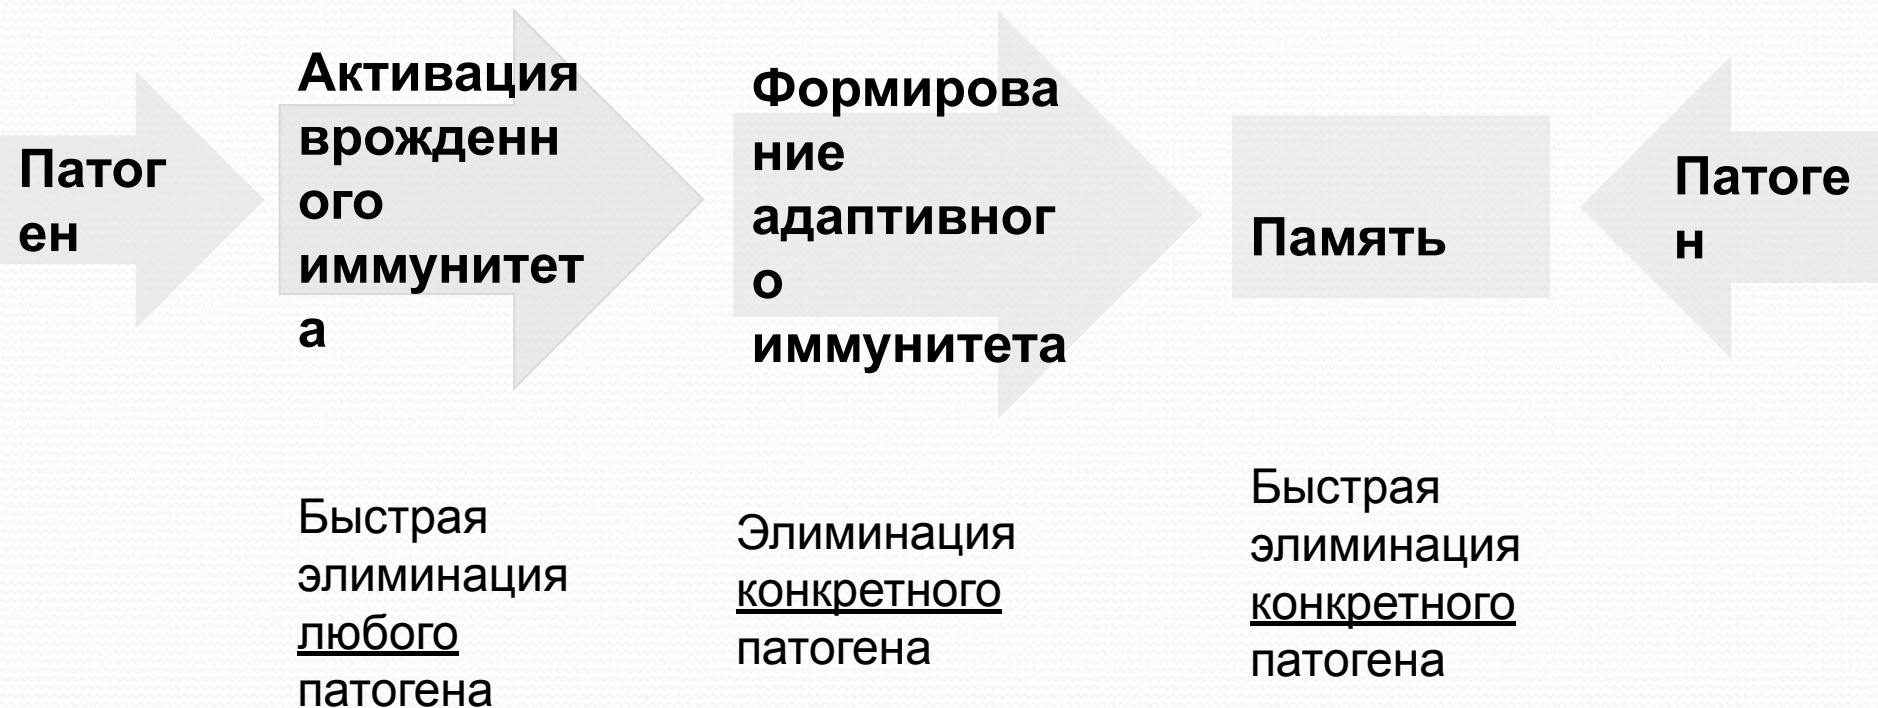 Патог
ен
Активация
врожденн
ого
иммунитет
а
Формирова
ние
адаптивног
о
иммунитета
Память
Патоге
н
Быстрая
элиминация
любого
патогена
Элиминация
конкретного
патогена
Быстрая
элиминация
конкретного
патогена